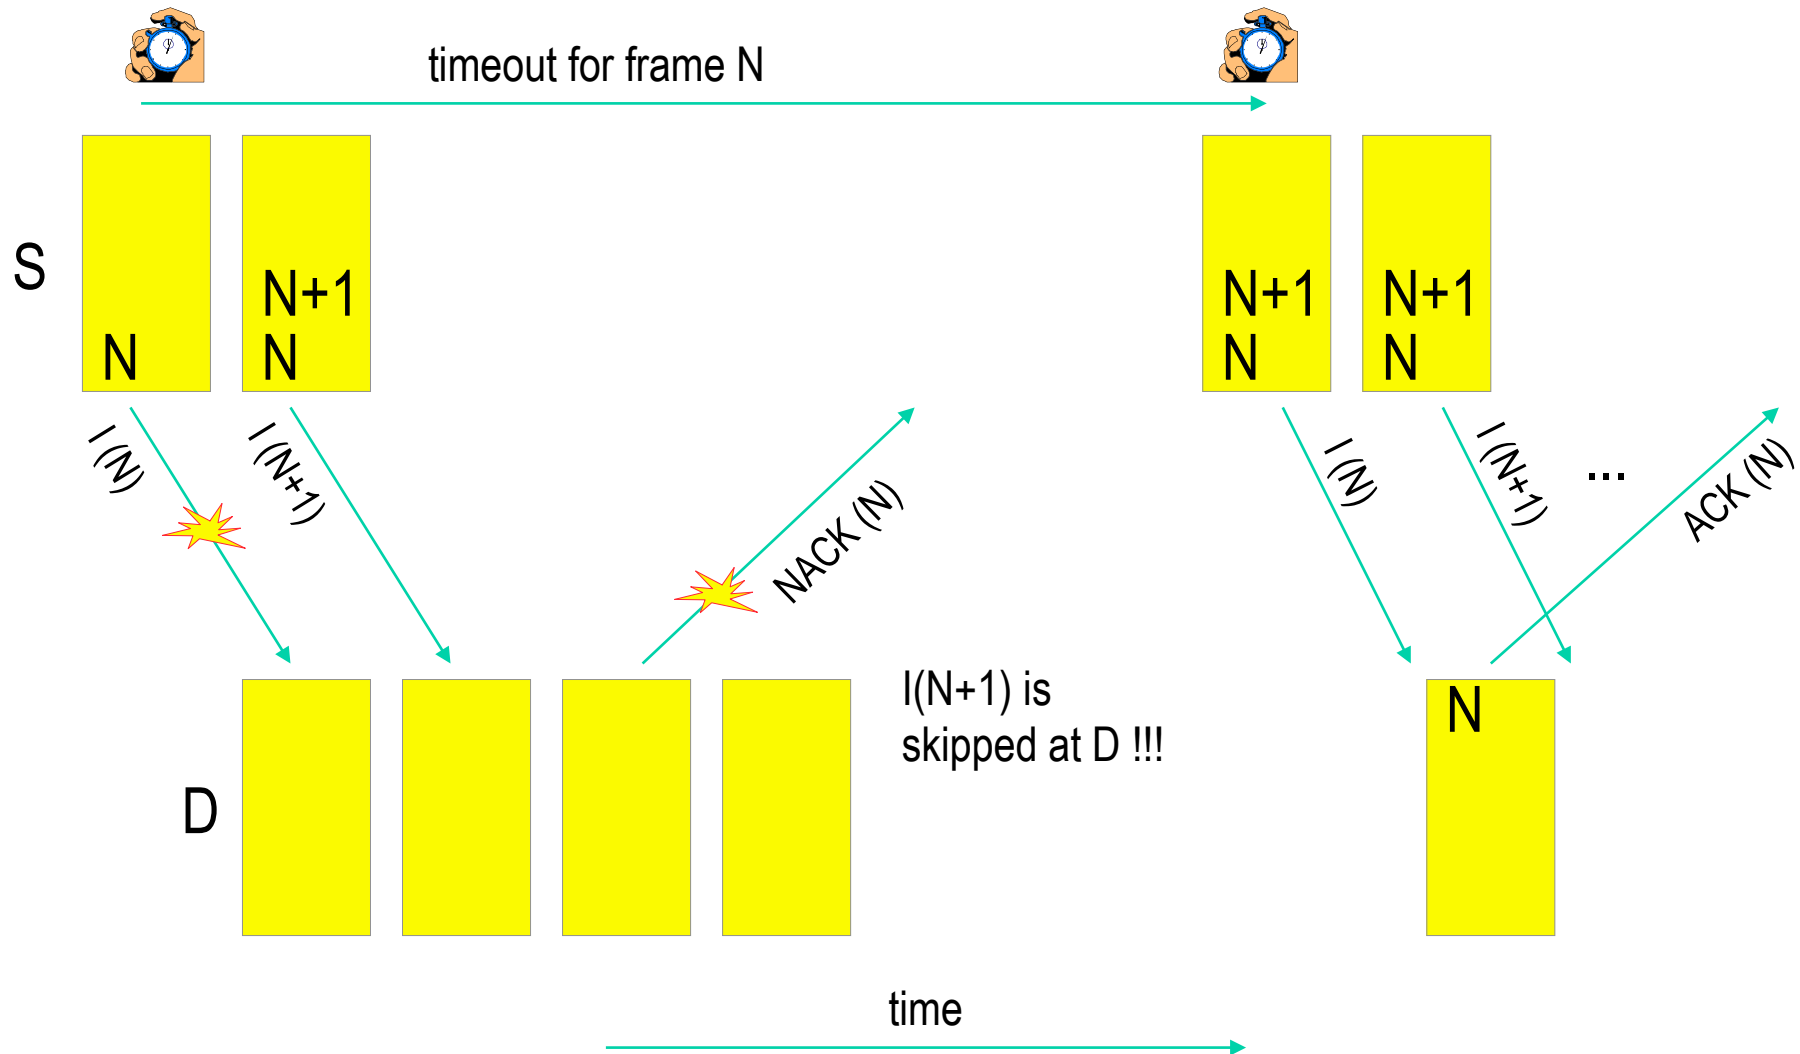 timeout for frame N
S
N
N+1
N
N+1
N
N+1
N
I (N)
I (N+1)
NACK (N)
I (N)
I (N+1)
...
ACK (N)
I(N+1) is
skipped at D !!!
D
N
time